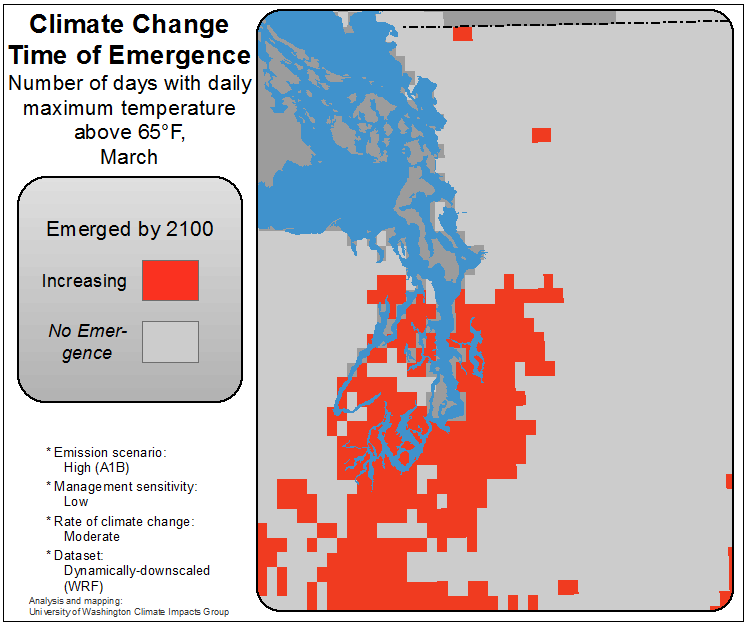 Climate Change
Time of Emergence
Number of days with daily
maximum temperature
above 65°F,
March
Emerged by 2100
Increasing
No Emer-
gence
* Emission scenario:
High (A1B)
* Management sensitivity:
Low
* Rate of climate change:
Moderate
* Dataset:
Dynamically-downscaled
(WRF)
Analysis and mapping:
University of Washington Climate Impacts Group